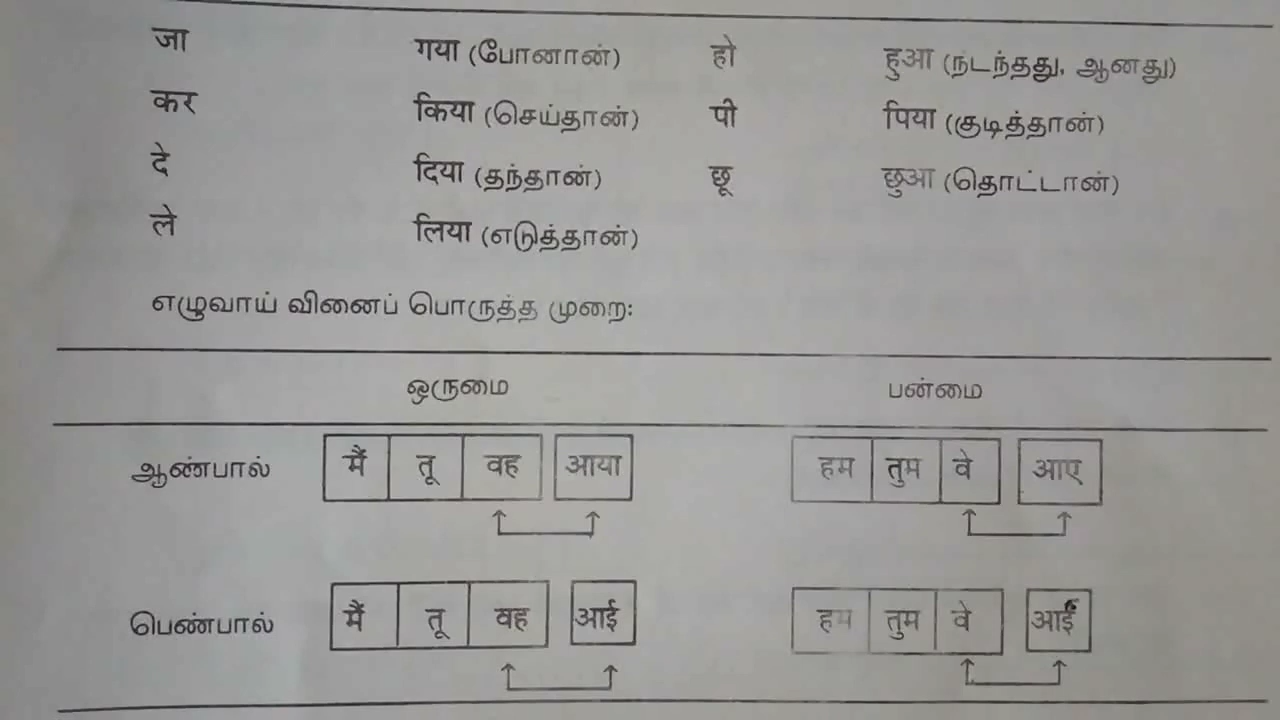 जा गया (போனான்) हो हुआ (நடந்தது, ஆனது)
कर किया (செய்தான்) पी पिया (குடித்தான்)
दे दिया (தந்தான்) छू छुआ (தொட்டான்)
ले लिया (எடுத்தான்)
எழுவாய் வினைப் பொருத்த முறை:
ஒருமை பன்மை
ஆண்பால் मैं तू वह आया हम तुम वे आए
பெண்பால் मैं तू वह आई हम तुम वे आईं